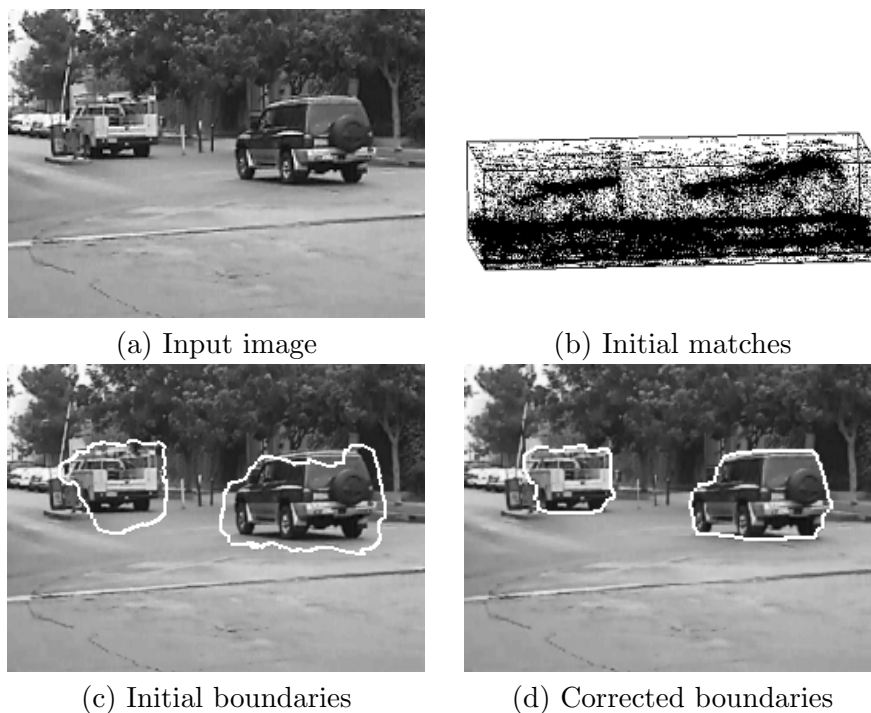 (a) Input image
(b) Initial matches
(c) Initial boundaries
(d) Corrected boundaries